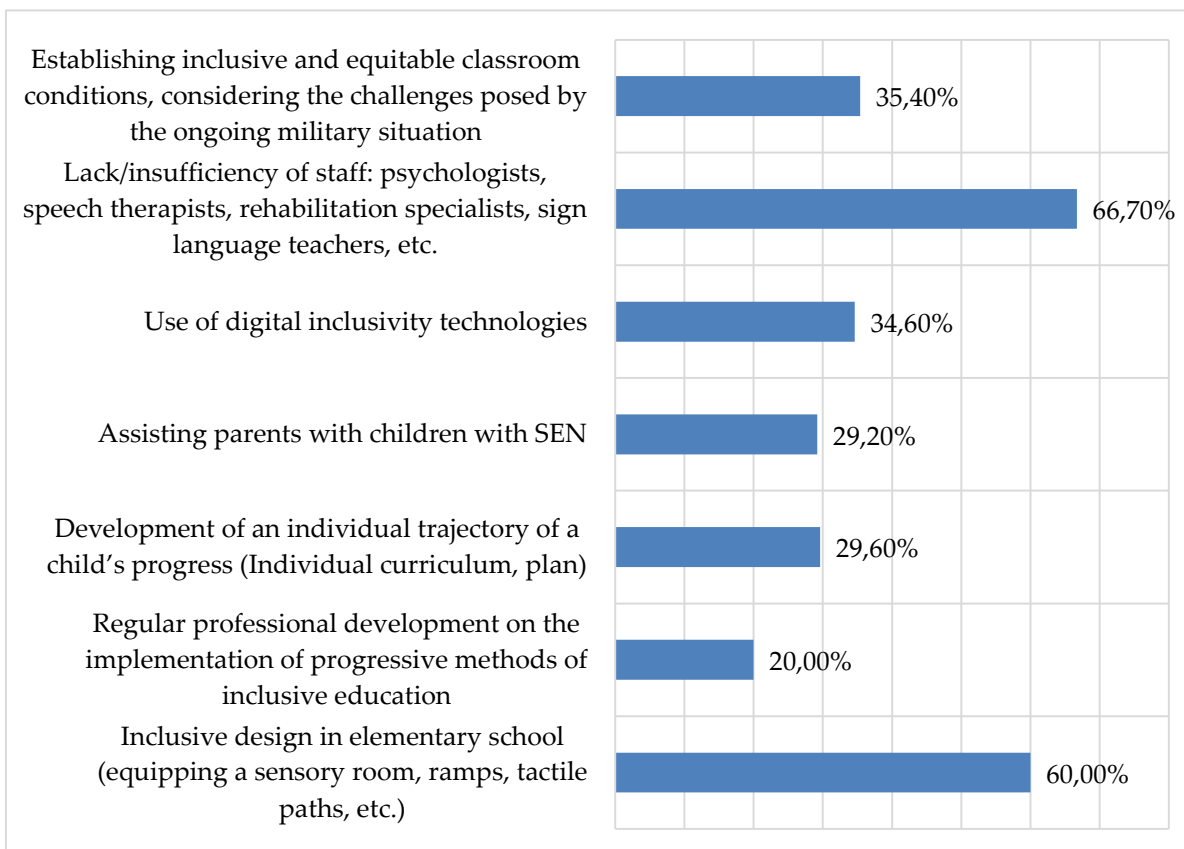 Establishing inclusive and equitable classroom
conditions, considering the challenges posed by
the ongoing military situation
35,40%
Lack/insufficiency of staff: psychologists,
speech therapists, rehabilitation specialists, sign
language teachers, etc.
66,70%
Use of digital inclusivity technologies
34,60%
Assisting parents with children with SEN
29,20%
Development of an individual trajectory of a
child’s progress (Individual curriculum, plan)
29,60%
Regular professional development on the
implementation of progressive methods of
inclusive education
20,00%
Inclusive design in elementary school
(equipping a sensory room, ramps, tactile
paths, etc.)
60,00%